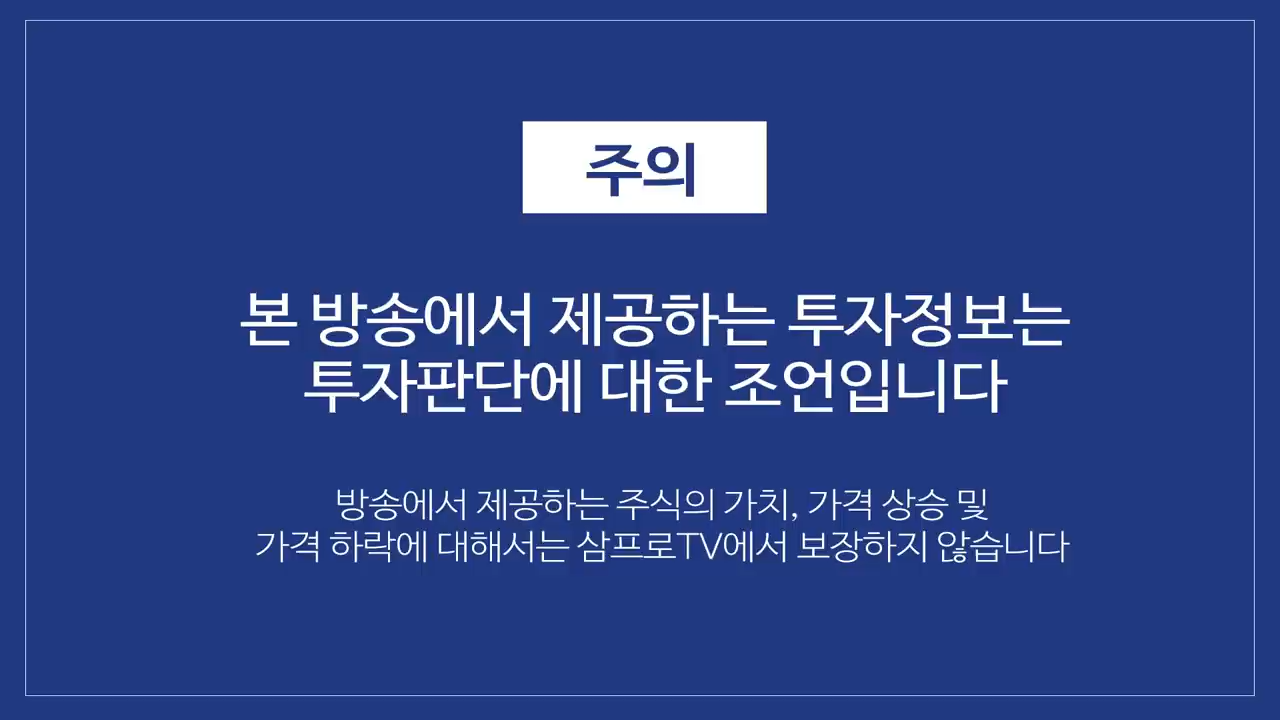 주의
본 방송에서 제공하는 투자정보는
투자판단에 대한 조언입니다
방송에서 제공하는 주식의 가치, 가격 상승 및
가격 하락에 대해서는 삼프로TV에서 보장하지 않습니다